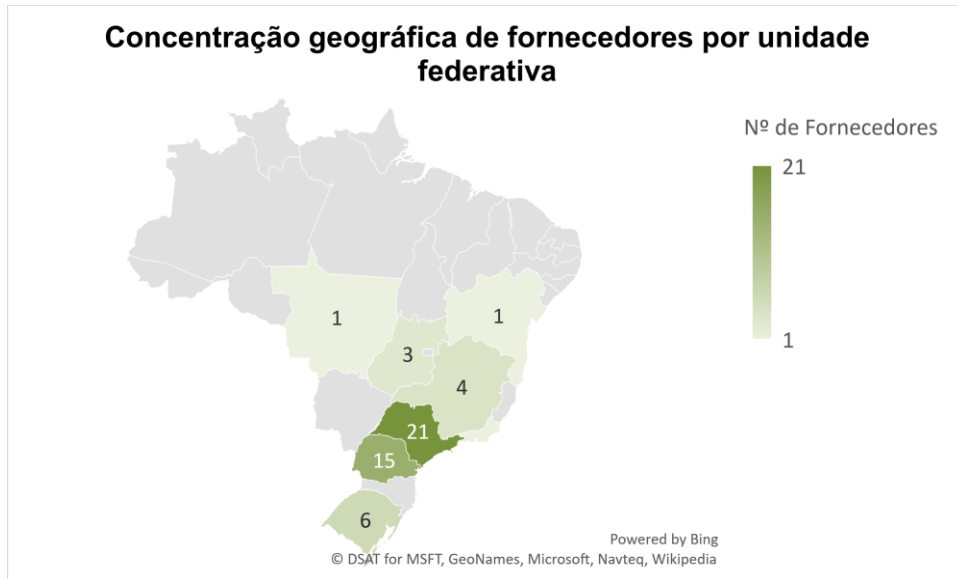 Concentração geográfica de fornecedores por unidade
federativa
Nº de Fornecedores
21
1
1
1
3
4
21
15
6
Powered by Bing
© DSAT for MSFT, GeoNames, Microsoft, Navteq, Wikipedia